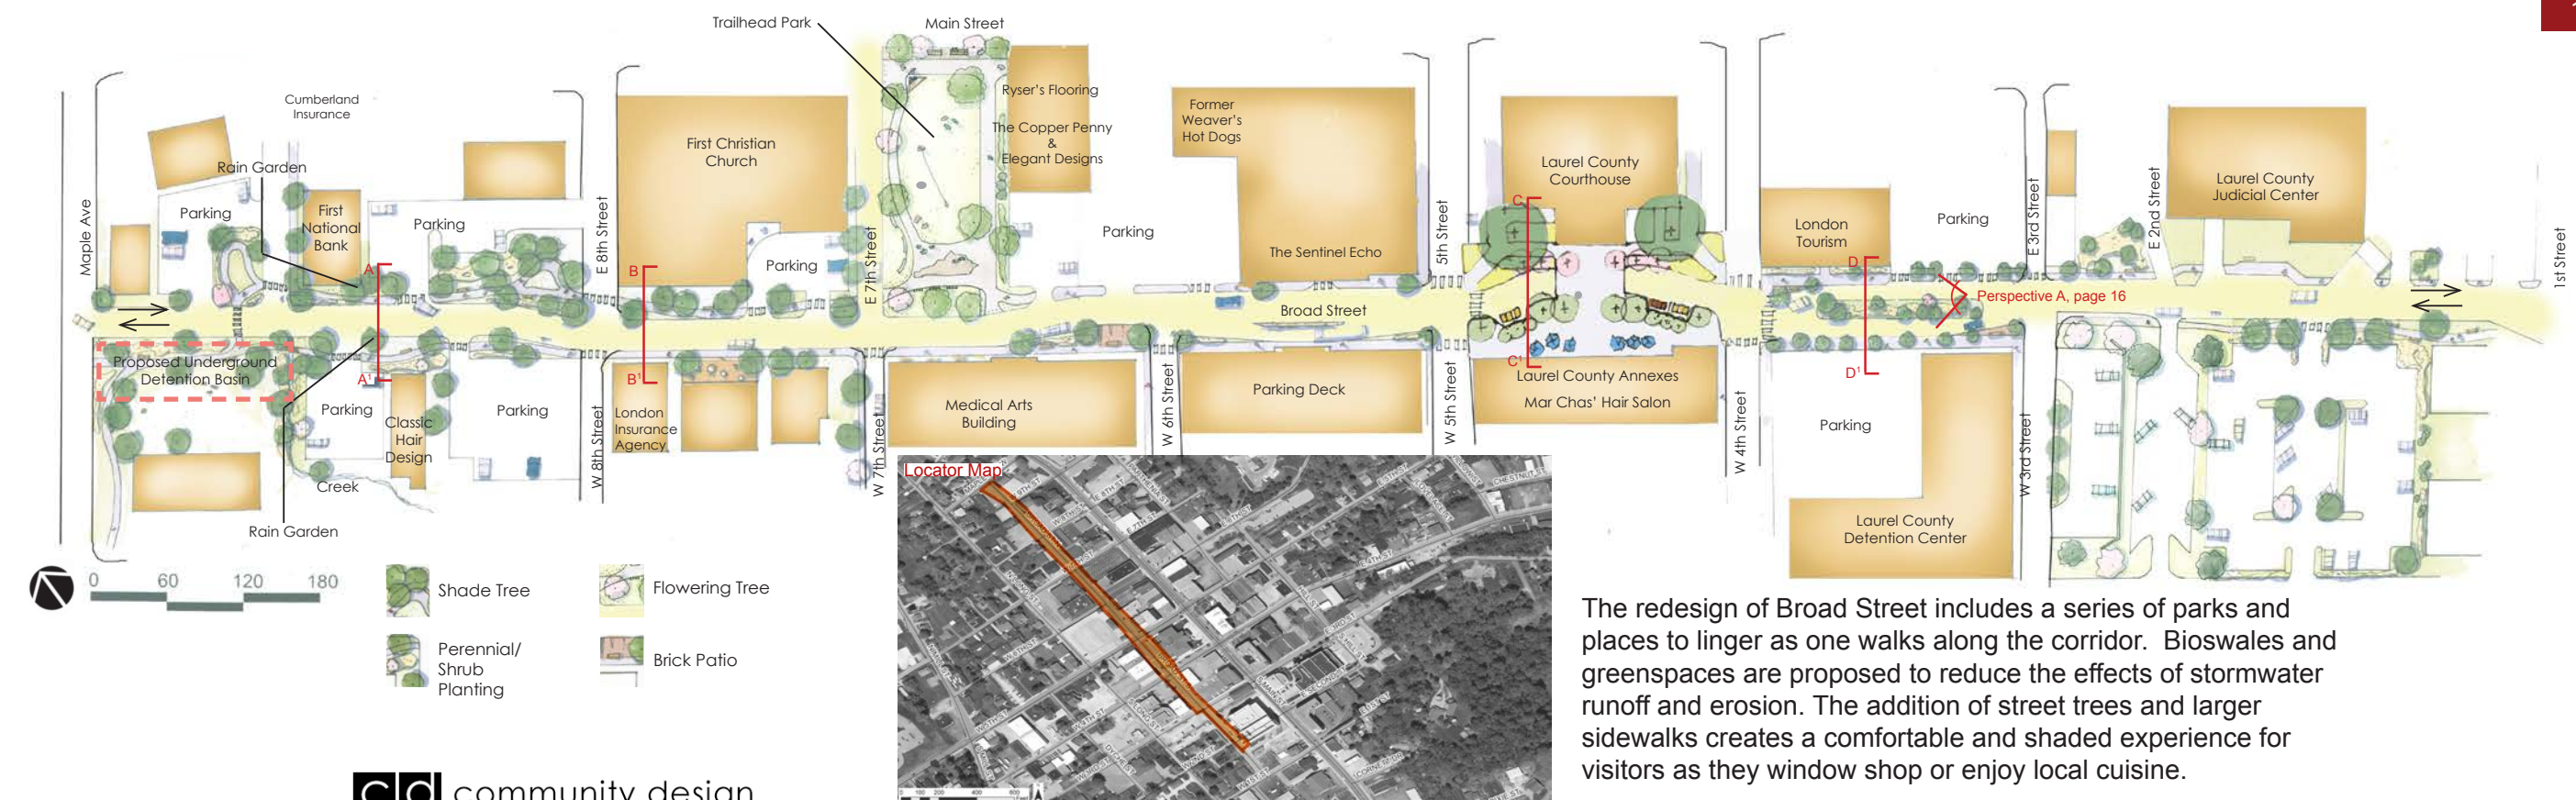 Trailhead Park
Main Street
Cumberland
Insurance
Rain Garden
Maple Ave
Parking
First
National
Bank
Parking
E 8th Street
First Christian
Church
Parking
E 7th Street
Ryser's Flooring
The Copper Penny
&
Elegant Designs
Parking
Former
Weaver's
Hot Dogs
The Sentinel Echo
5th Street
Laurel County
Courthouse
London
Tourism
Parking
E 3rd Street
E 2nd Street
Laurel County
Judicial Center
1st Street
A
B
C
D
Perspective A, page 16
Broad Street
Proposed Underground
Detention Basin
A¹
B¹
C¹
D¹
Parking
Classic
Hair
Design
Parking
W 8th Street
London
Insurance
Agency
W 7th Street
Medical Arts
Building
W 6th Street
Parking Deck
W 5th Street
Laurel County Annexes
Mar Chas' Hair Salon
W 4th Street
Parking
Laurel County
Detention Center
W 3rd Street
Creek
Rain Garden
Locator Map
0 60 120 180
Shade Tree
Flowering Tree
Perennial/
Shrub
Planting
Brick Patio
The redesign of Broad Street includes a series of parks and
places to linger as one walks along the corridor. Bioswales and
greenspaces are proposed to reduce the effects of stormwater
runoff and erosion. The addition of street trees and larger
sidewalks creates a comfortable and shaded experience for
visitors as they window shop or enjoy local cuisine.
cd community design